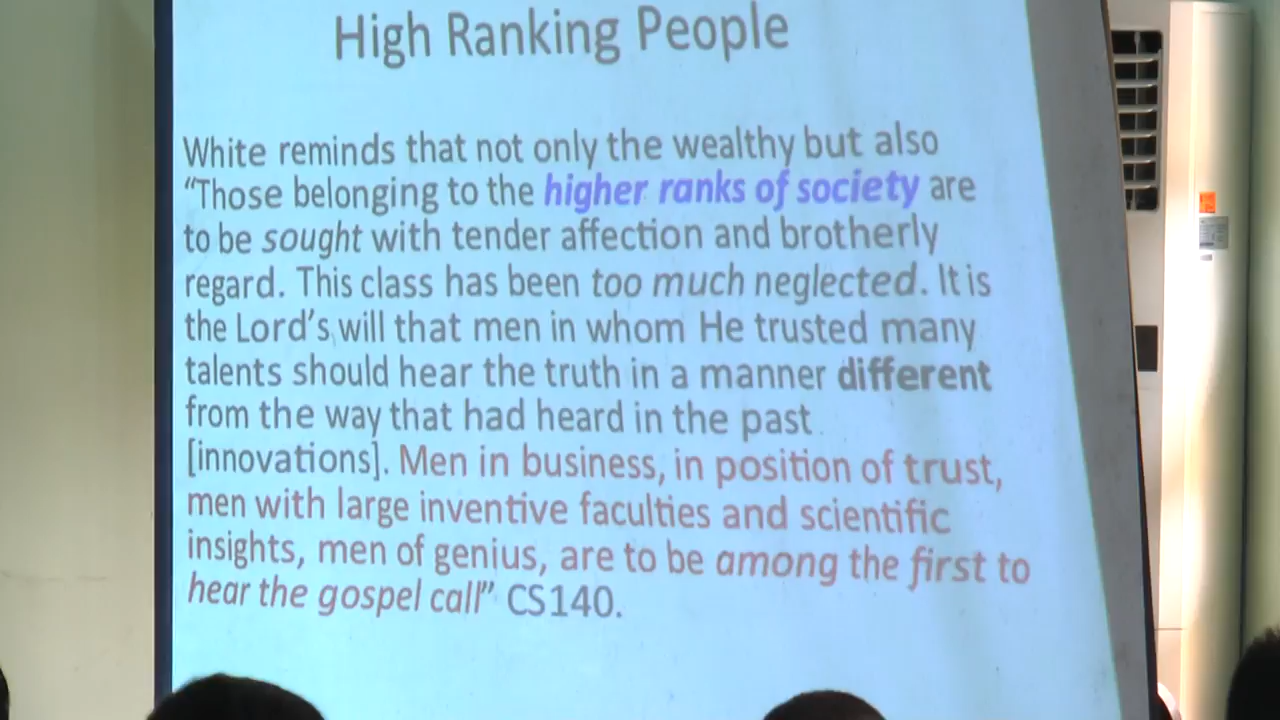 High Ranking People
White reminds that not only the wealthy but also
“Those belonging to the higher ranks of society are
to be sought with tender affection and brotherly
regard. This class has been too much neglected. It is
the Lord’s will that men in whom He trusted many
talents should hear the truth in a manner different
from the way that had heard in the past
[innovations]. Men in business, in position of trust,
men with large inventive faculties and scientific
insights, men of genius, are to be among the first to
hear the gospel call” CS140.